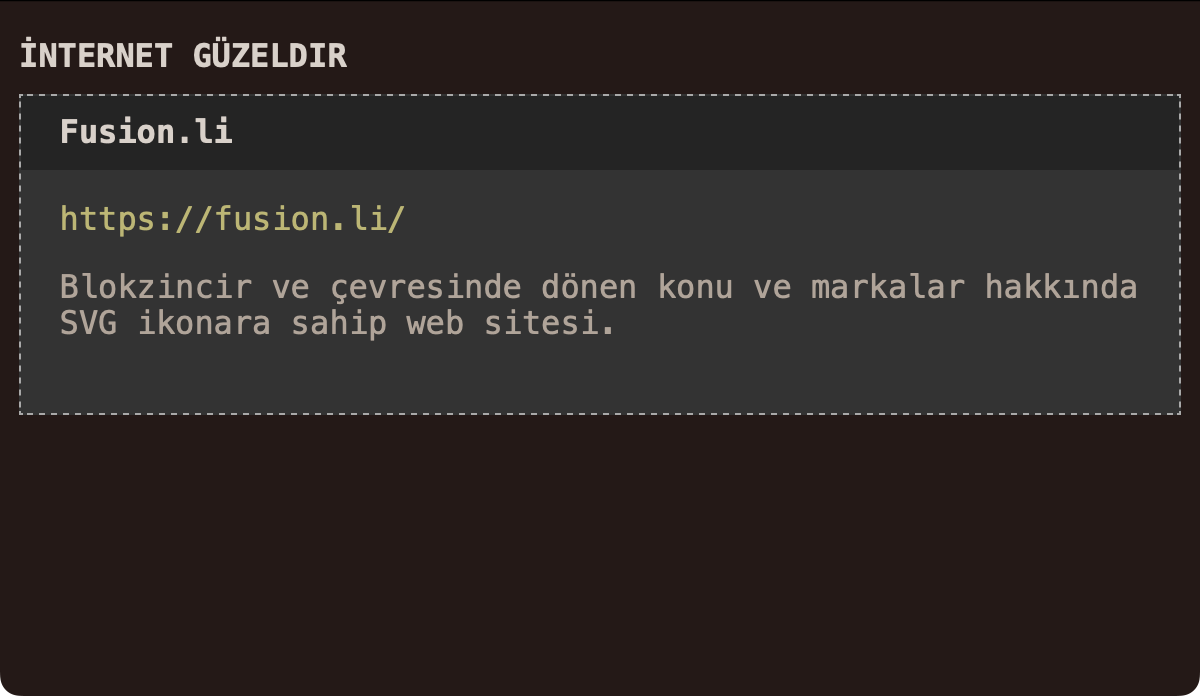 İNTERNET GÜZELDIR
Fusion.li
https://fusion.li/
Blokzincir ve çevresinde dönen konu ve markalar hakkında
SVG ikonara sahip web sitesi.